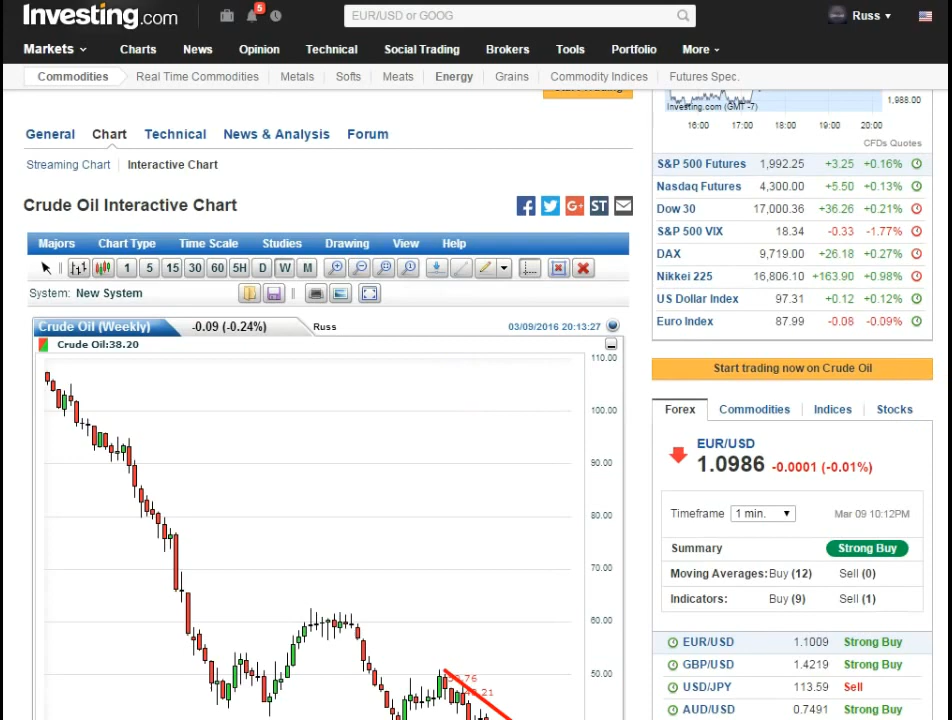 Investing.com
5
EUR/USD or GOOG
Russ ▾
Markets Charts News Opinion Technical Social Trading Brokers Tools Portfolio More
Commodities Real Time Commodities Metals Softs Meats Energy Grains Commodity Indices Futures Spec.
Start Trading
Investing.com (GMT -7)
1,988.00
16:00 17:00 18:00 19:00 20:00
CFDs Quotes
General Chart Technical News & Analysis Forum
Streaming Chart Interactive Chart
Crude Oil Interactive Chart
ST
Majors Chart Type Time Scale Studies Drawing View Help
1 5 15 30 60 5H D W M
System: New System
Crude Oil (Weekly) -0.09 (-0.24%) Russ 03/09/2016 20:13:27
Crude Oil:38.20
110.00
100.00
90.00
80.00
70.00
60.00
50.00
S&P 500 Futures 1,992.25 +3.25 +0.16%
Nasdaq Futures 4,300.00 +5.50 +0.13%
Dow 30 17,000.36 +36.26 +0.21%
S&P 500 VIX 18.34 -0.33 -1.77%
DAX 9,719.00 +26.18 +0.27%
Nikkei 225 16,806.10 +163.90 +0.98%
US Dollar Index 97.31 +0.12 +0.12%
Euro Index 87.99 -0.08 -0.09%
Start trading now on Crude Oil
Forex Commodities Indices Stocks
EUR/USD
1.0986 -0.0001 (-0.01%)
Timeframe 1 min. ▾ Mar 09 10:12PM
Summary Strong Buy
Moving Averages: Buy (12) Sell (0)
Indicators: Buy (9) Sell (1)
EUR/USD 1.1009 Strong Buy
GBP/USD 1.4219 Strong Buy
USD/JPY 113.59 Sell
AUD/USD 0.7491 Strong Buy